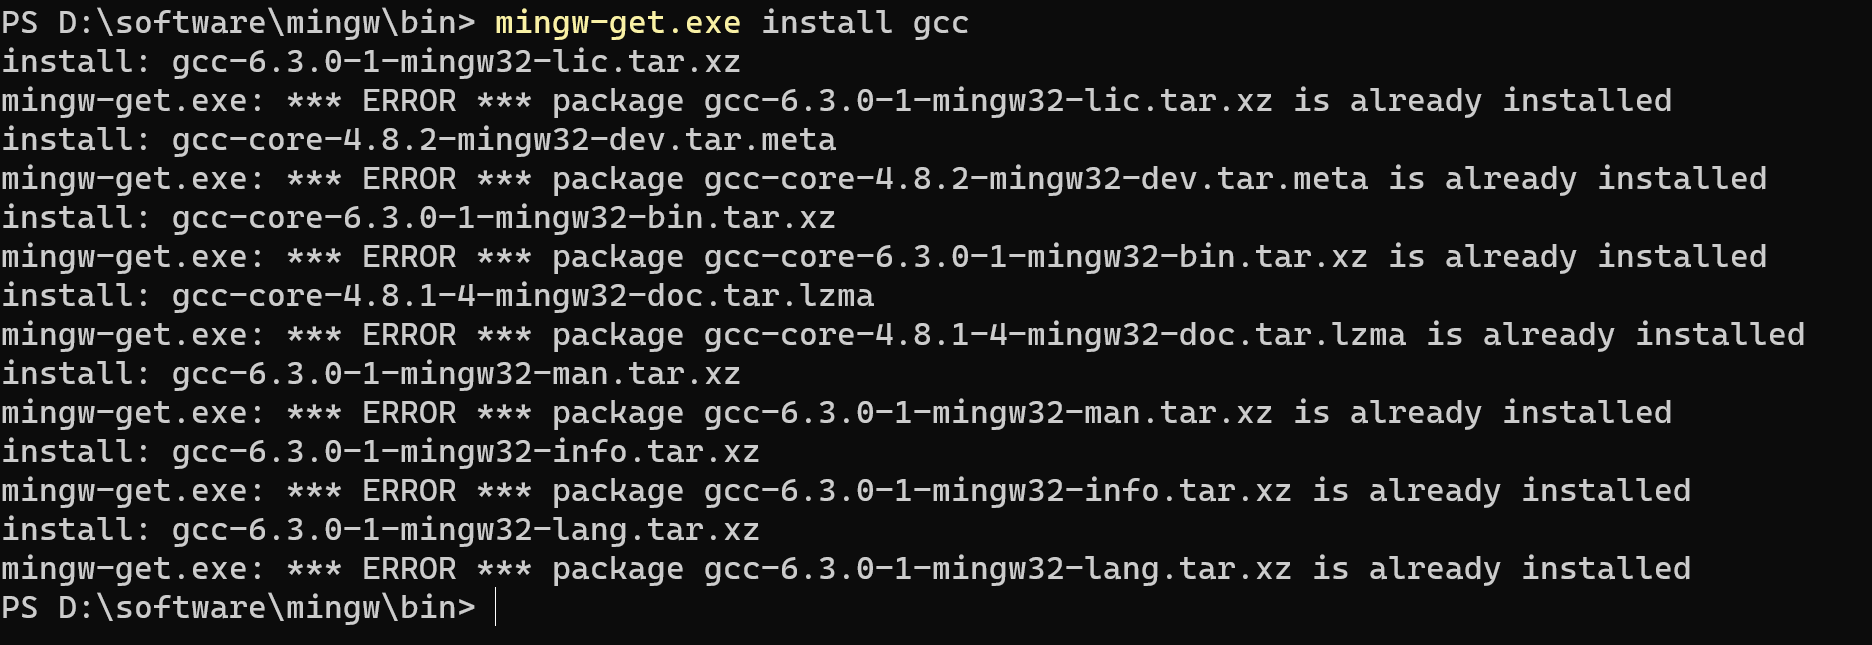 PS D:\software\mingw\bin> mingw-get.exe install gcc
install: gcc-6.3.0-1-mingw32-lic.tar.xz
mingw-get.exe: *** ERROR *** package gcc-6.3.0-1-mingw32-lic.tar.xz is already installed
install: gcc-core-4.8.2-mingw32-dev.tar.meta
mingw-get.exe: *** ERROR *** package gcc-core-4.8.2-mingw32-dev.tar.meta is already installed
install: gcc-core-6.3.0-1-mingw32-bin.tar.xz
mingw-get.exe: *** ERROR *** package gcc-core-6.3.0-1-mingw32-bin.tar.xz is already installed
install: gcc-core-4.8.1-4-mingw32-doc.tar.lzma
mingw-get.exe: *** ERROR *** package gcc-core-4.8.1-4-mingw32-doc.tar.lzma is already installed
install: gcc-6.3.0-1-mingw32-man.tar.xz
mingw-get.exe: *** ERROR *** package gcc-6.3.0-1-mingw32-man.tar.xz is already installed
install: gcc-6.3.0-1-mingw32-info.tar.xz
mingw-get.exe: *** ERROR *** package gcc-6.3.0-1-mingw32-info.tar.xz is already installed
install: gcc-6.3.0-1-mingw32-lang.tar.xz
mingw-get.exe: *** ERROR *** package gcc-6.3.0-1-mingw32-lang.tar.xz is already installed
PS D:\software\mingw\bin>